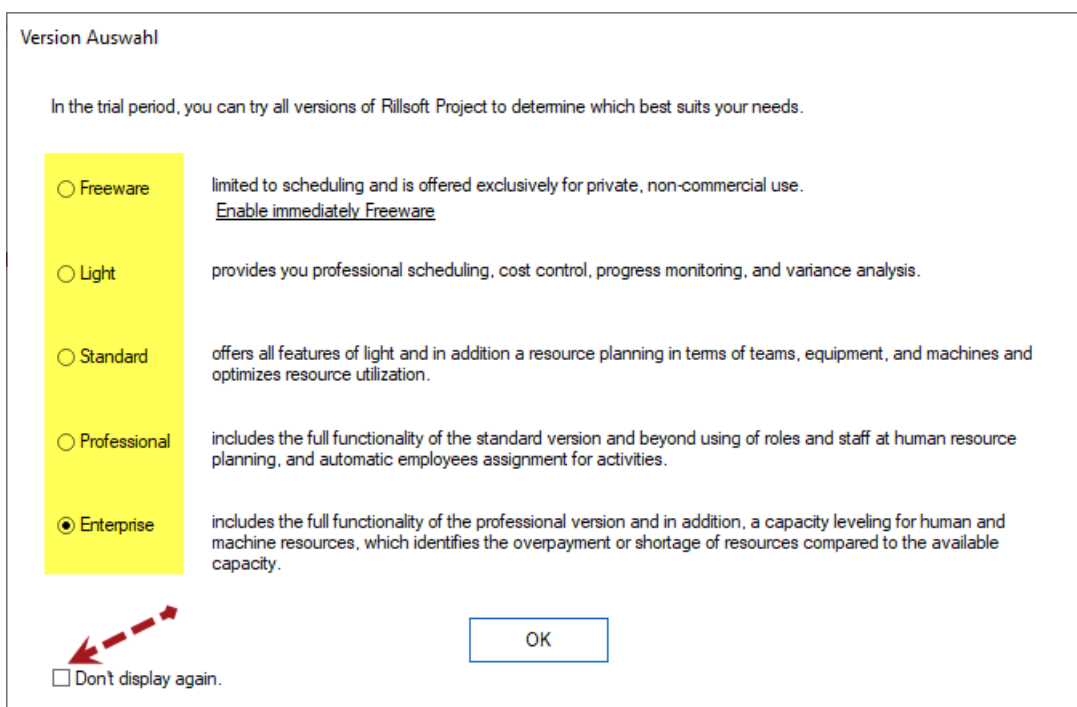 Version Auswahl
In the trial period, you can try all versions of Rillsoft Project to determine which best suits your needs.
Freeware
limited to scheduling and is offered exclusively for private, non-commercial use.
Enable immediately Freeware
Light
provides you professional scheduling, cost control, progress monitoring, and variance analysis.
Standard
offers all features of light and in addition a resource planning in terms of teams, equipment, and machines and
optimizes resource utilization.
Professional
includes the full functionality of the standard version and beyond using of roles and staff at human resource
planning, and automatic employees assignment for activities.
Enterprise
includes the full functionality of the professional version and in addition, a capacity leveling for human and
machine resources, which identifies the overpayment or shortage of resources compared to the available
capacity.
OK
Don't display again.